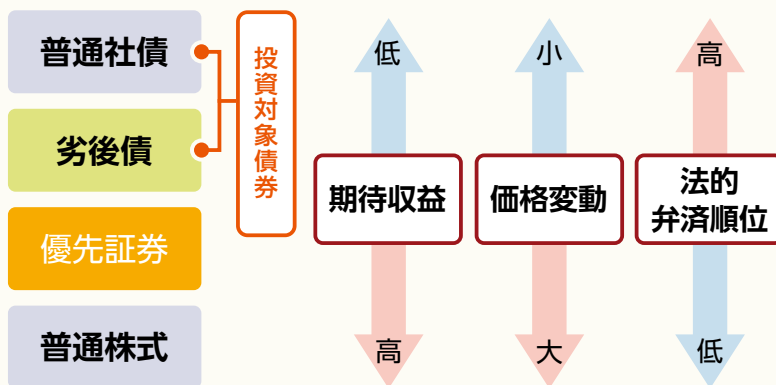 普通社債
劣後債
優先証券
普通株式
投資対象債券
低
期待収益
高
小
価格変動
大
高
法的
弁済順位
低